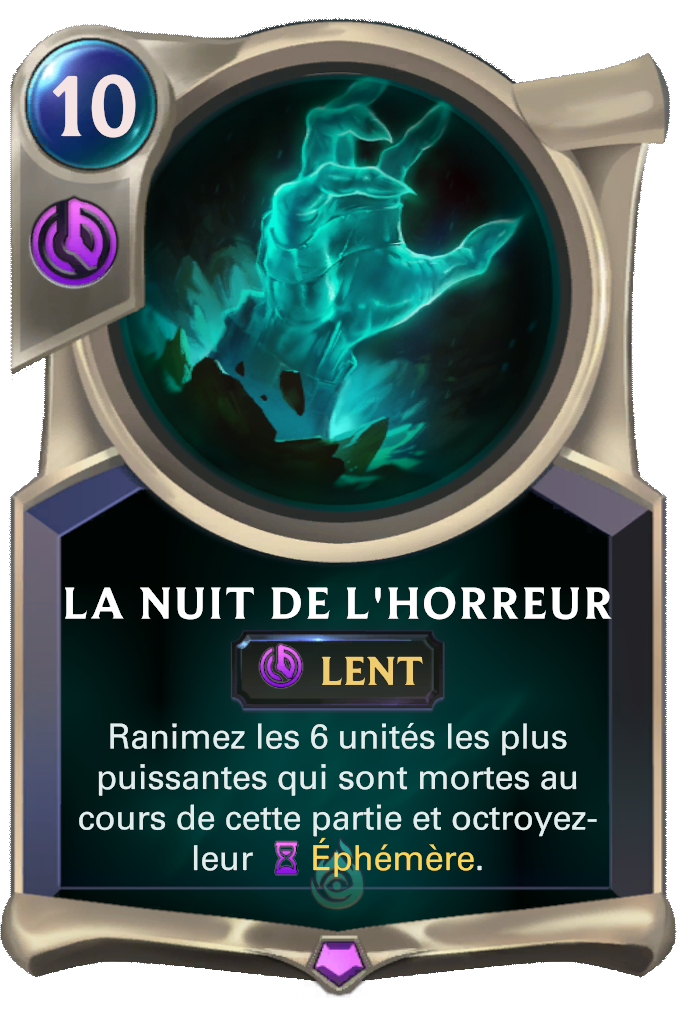 10
LA NUIT DE L'HORREUR
LENT
Ranimez les 6 unités les plus
puissantes qui sont mortes au
cours de cette partie et octroyez-
leur Éphémère.